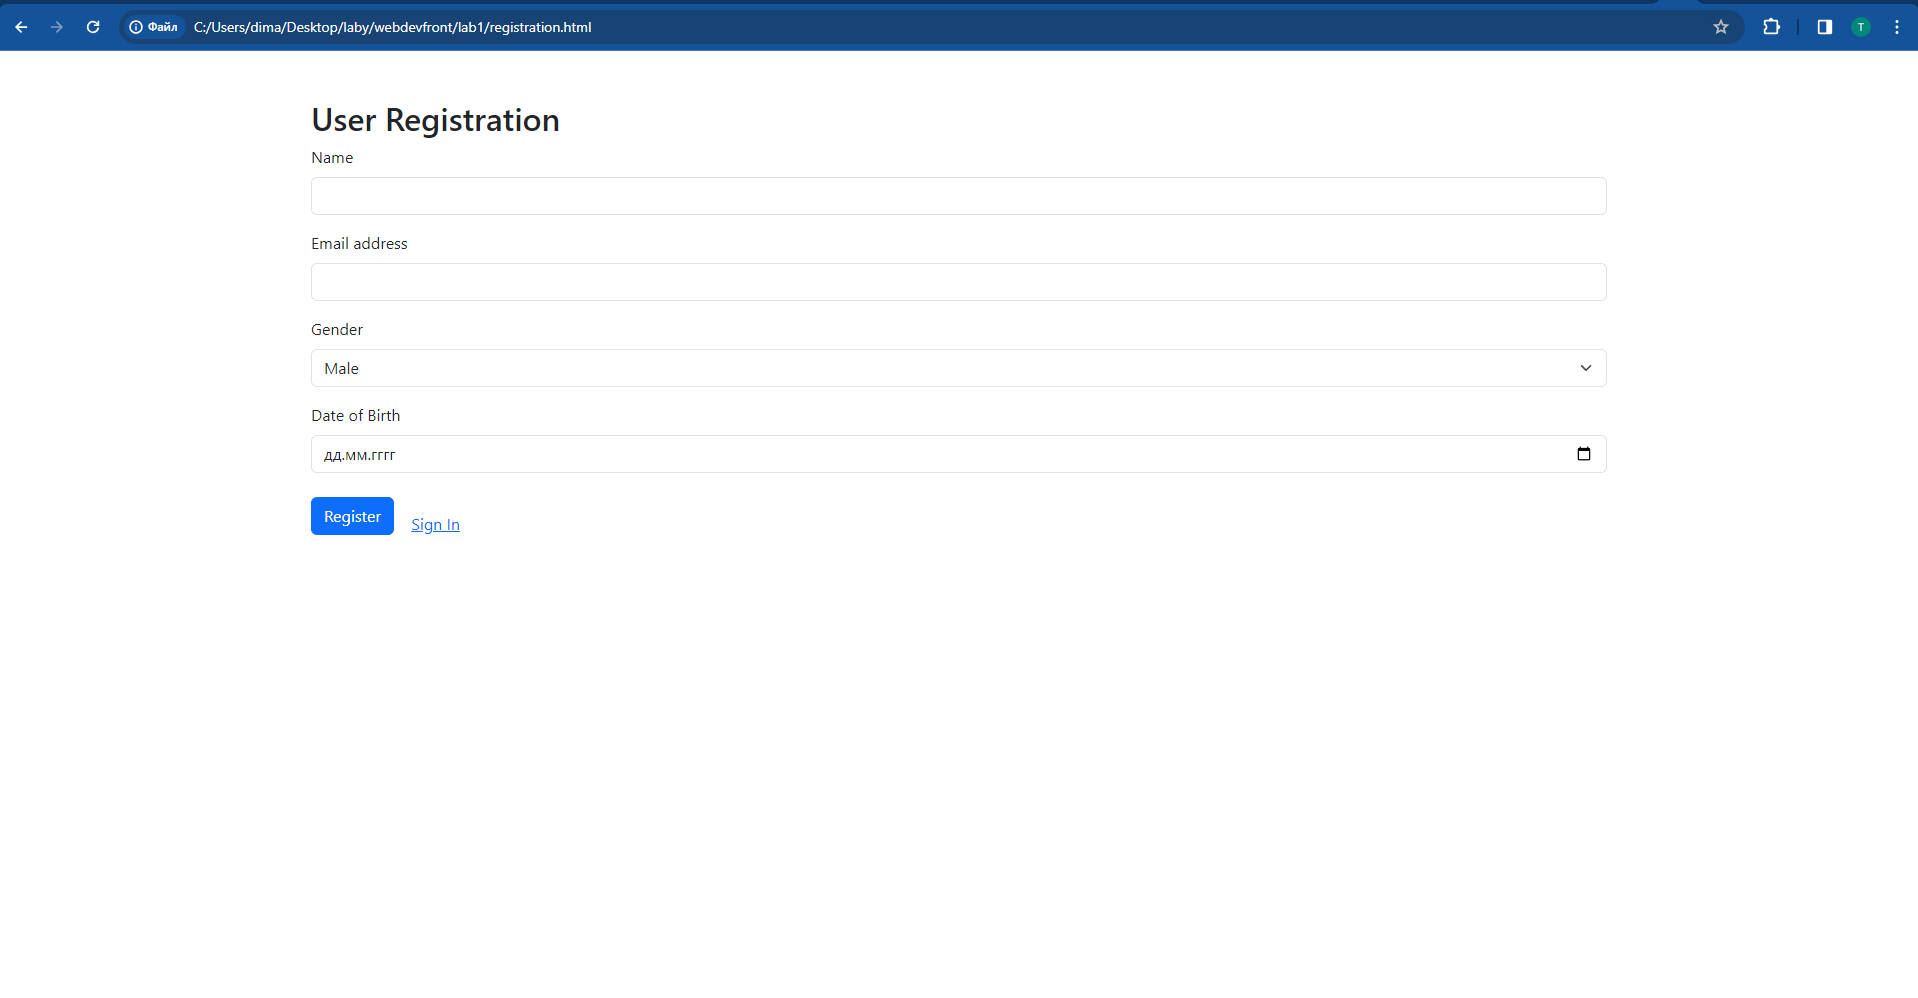 Файл C:/Users/dima/Desktop/laby/webdevfront/lab1/registration.html
T
User Registration
Name
Email address
Gender
Male
Date of Birth
дд.мм.гггг
Register Sign In